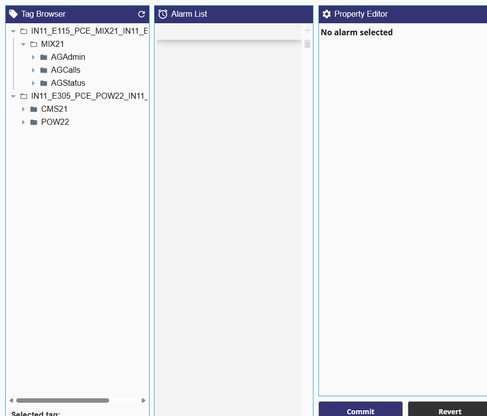 Tag Browser
Alarm List
Property Editor
IN11_E115_PCE_MIX21_IN11_E
MIX21
AGAdmin
AGCalls
AGStatus
IN11_E305_PCE_POW22_IN11_
CMS21
POW22
No alarm selected
Selected tag:
Commit
Revert